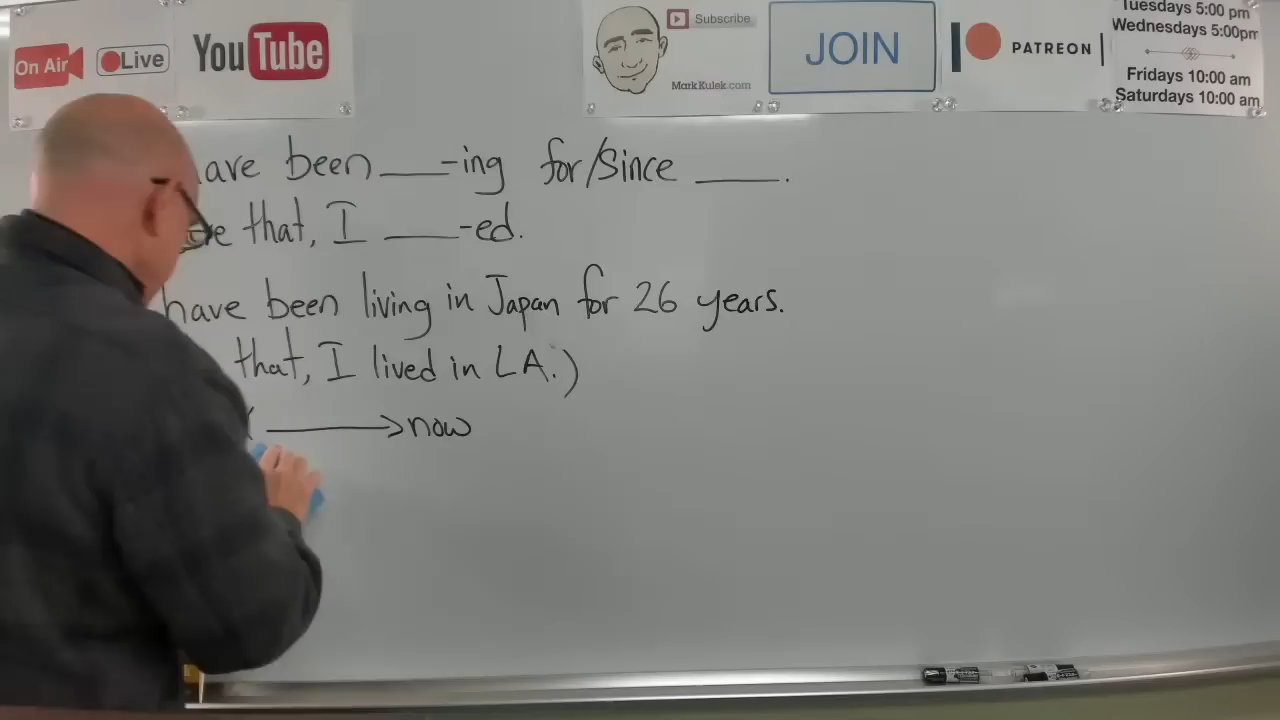 On Air
Live
YouTube
Subscribe
MarkKulek.com
JOIN
PATREON
Tuesdays 5:00 pm
Wednesdays 5:00pm
Fridays 10:00 am
Saturdays 10:00 am
been ___-ing for/since ___.
that, I ___-ed.
have been living in Japan for 26 years.
that, I lived in LA.)
now